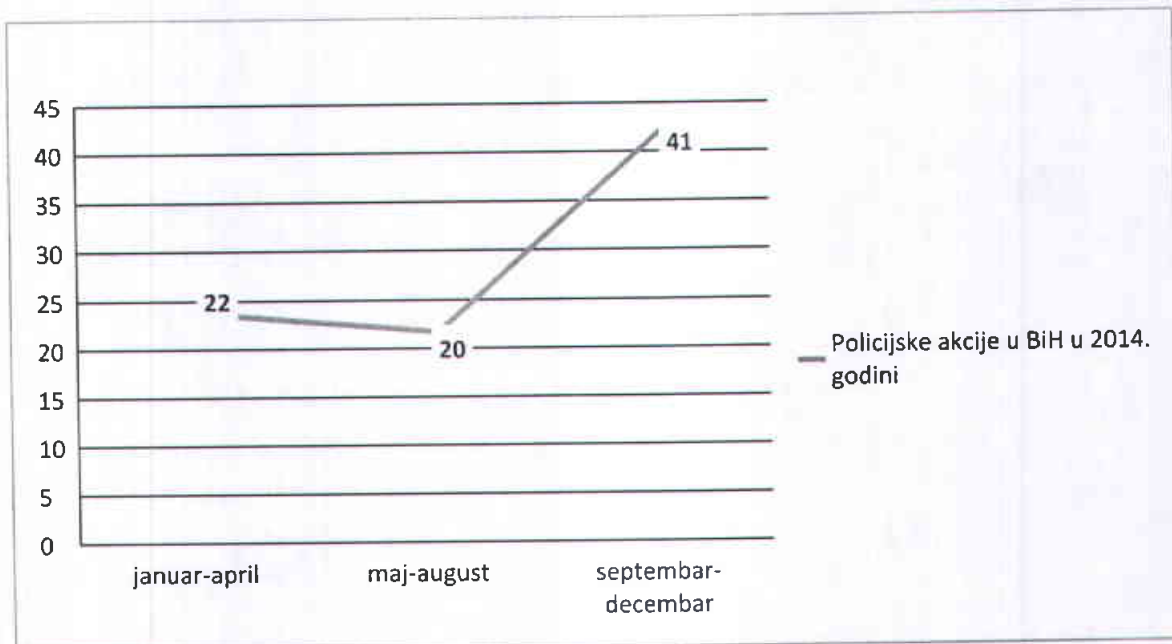 45
40
35
30
25
20
15
10
5
0
22
20
41
januar-april
maj-august
septembar-
decembar
Policijske akcije u BiH u 2014.
godini